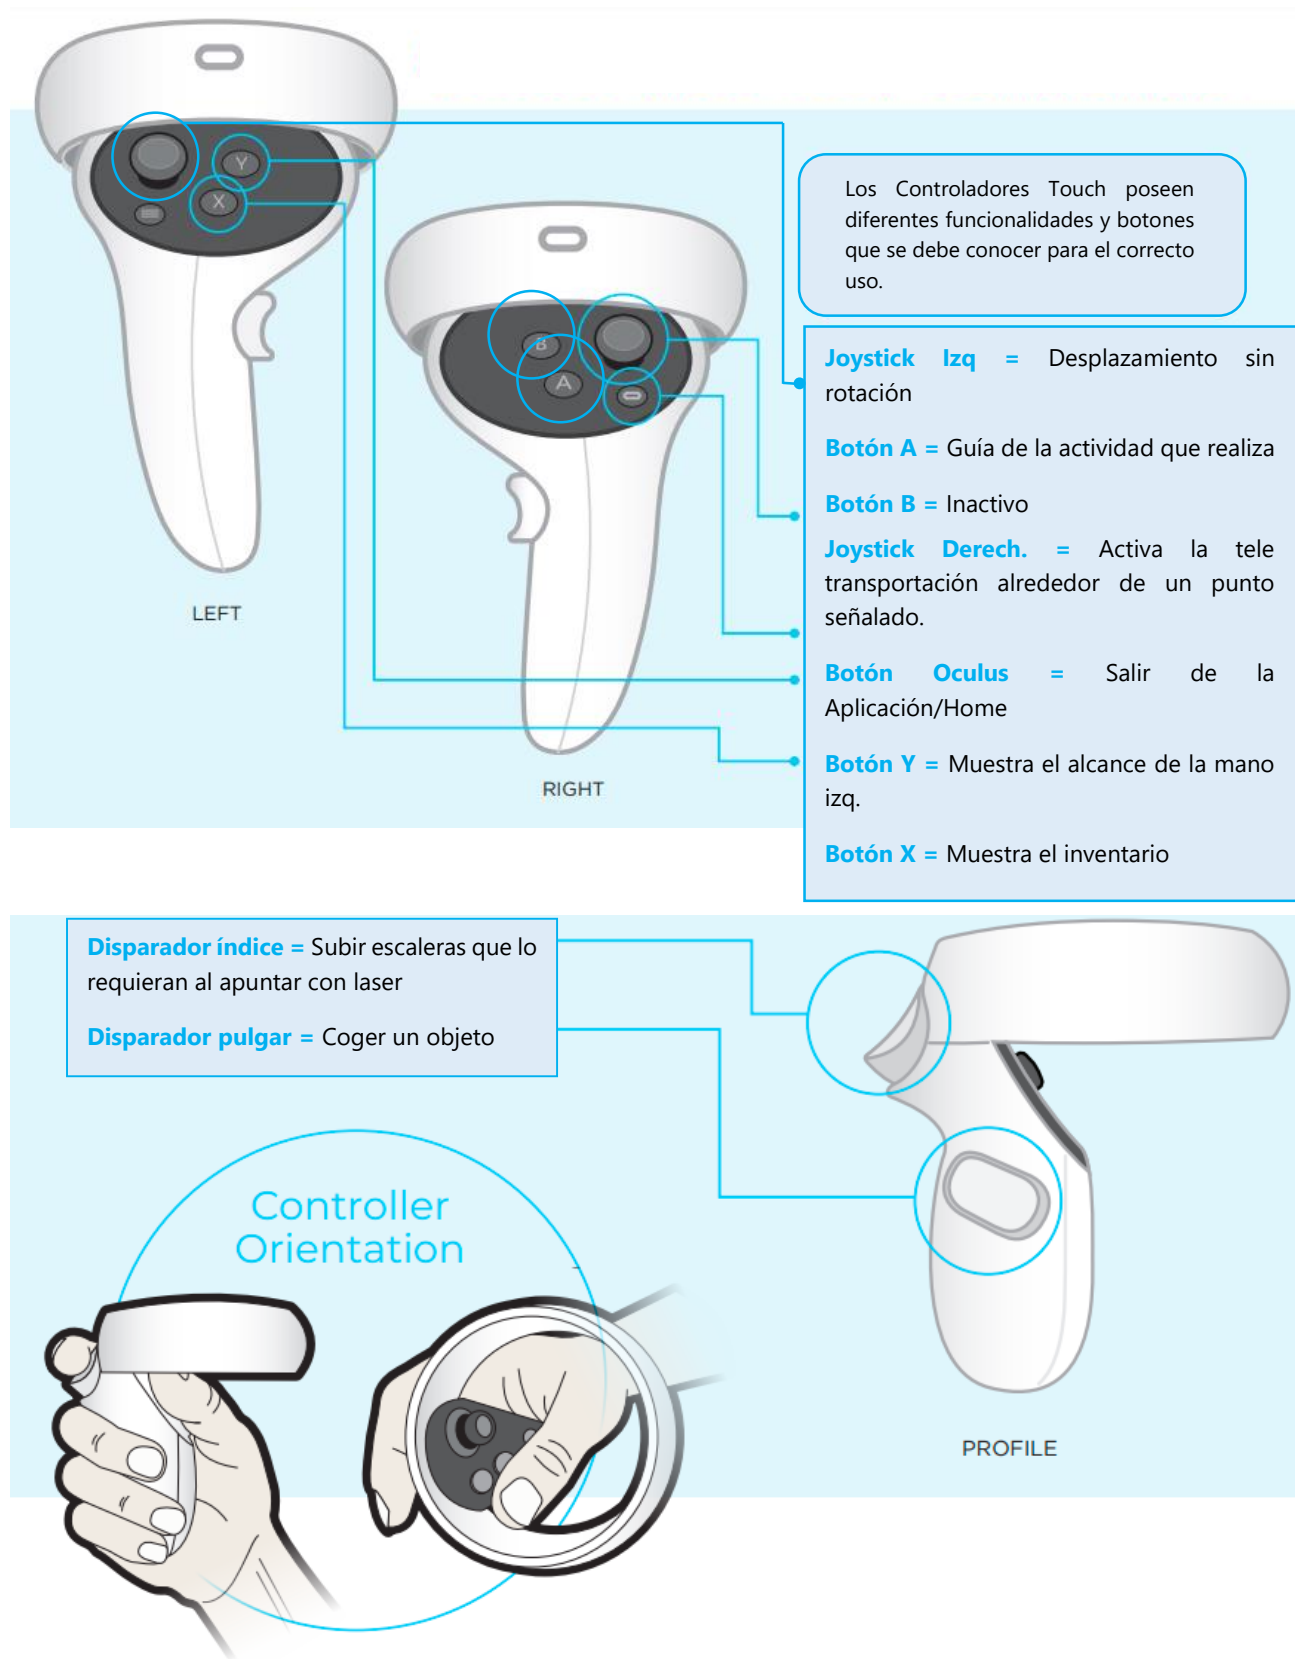 Y
X
LEFT
B
A
RIGHT
Los Controladores Touch poseen
diferentes funcionalidades y botones
que se debe conocer para el correcto
uso.
Joystick Izq = Desplazamiento sin
rotación
Botón A = Guía de la actividad que realiza
Botón B = Inactivo
Joystick Derech. = Activa la tele
transportación alrededor de un punto
señalado.
Botón Oculus = Salir de la
Aplicación/Home
Botón Y = Muestra el alcance de la mano
izq.
Botón X = Muestra el inventario
Disparador índice = Subir escaleras que lo
requieran al apuntar con laser
Disparador pulgar = Coger un objeto
Controller
Orientation
PROFILE